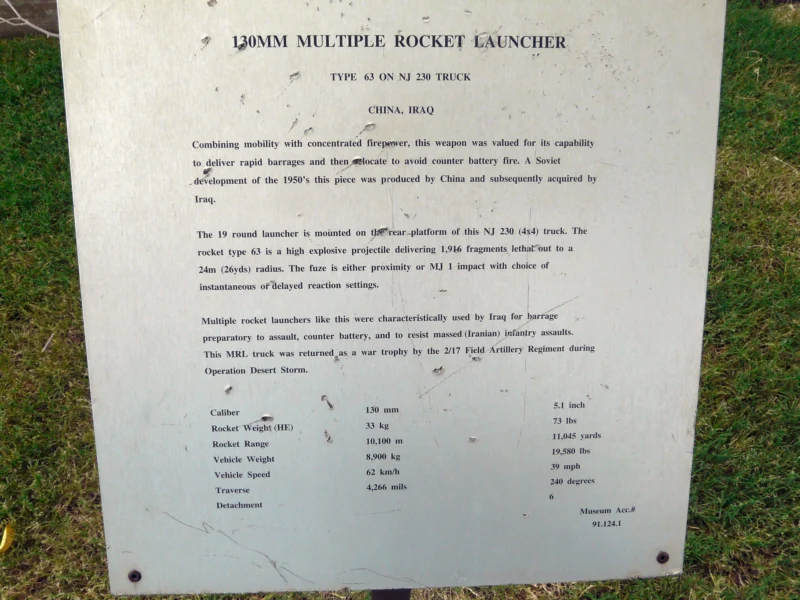 130MM MULTIPLE ROCKET LAUNCHER
TYPE 63 ON NJ 230 TRUCK
CHINA, IRAQ
Combining mobility with concentrated firepower, this weapon was valued for its capability
to deliver rapid barrages and then relocate to avoid counter battery fire. A Soviet
development of the 1950's this piece was produced by China and subsequently acquired by
Iraq.
The 19 round launcher is mounted on the rear platform of this NJ 230 (4x4) truck. The
rocket type 63 is a high explosive projectile delivering 1,916 fragments lethal out to a
24m (26yds) radius. The fuze is either proximity or MJ 1 impact with choice of
instantaneous or delayed reaction settings.
Multiple rocket launchers like this were characteristically used by Iraq for barrage
preparatory to assault, counter battery, and to resist massed (Iranian) infantry assaults.
This MRL truck was returned as a war trophy by the 2/17 Field Artillery Regiment during
Operation Desert Storm.
Caliber 130 mm 5.1 inch
Rocket Weight (HE) 33 kg 73 lbs
Rocket Range 10,100 m 11,045 yards
Vehicle Weight 8,900 kg 19,580 lbs
Vehicle Speed 62 km/h 39 mph
Traverse 4,266 mils 240 degrees
Detachment 6
Museum Acc.#
91.124.1